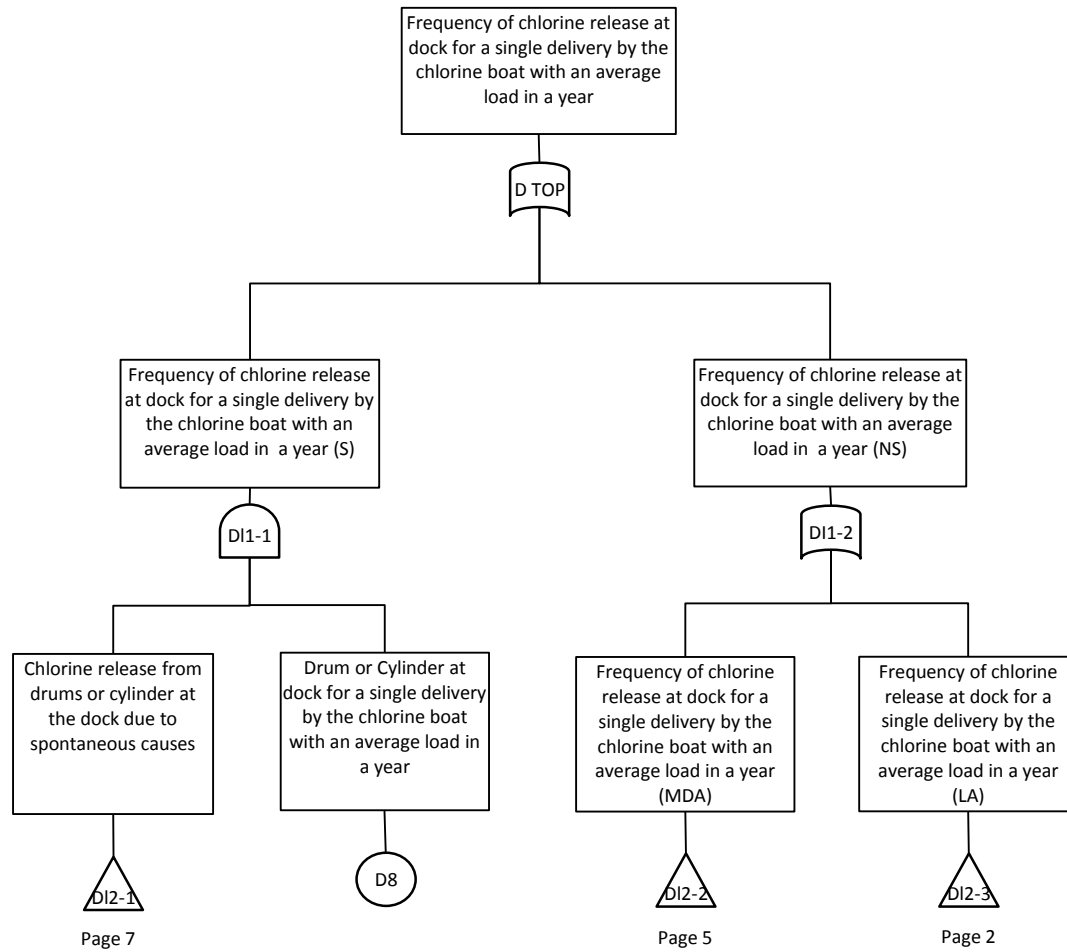 Frequency of chlorine release at
dock for a single delivery by the
chlorine boat with an average
load in a year
D TOP
Frequency of chlorine release
at dock for a single delivery by
the chlorine boat with an
average load in  a year (S)
Frequency of chlorine release at
dock for a single delivery by the
chlorine boat with an average
load in  a year (NS)
Dl1-1
Dl1-2
Chlorine release from
drums or cylinder at
the dock due to
spontaneous causes
Drum or Cylinder at
dock for a single delivery
by the chlorine boat
with an average load in
a year
Frequency of chlorine
release at dock for a
single delivery by the
chlorine boat with an
average load in a year
(MDA)
Frequency of chlorine
release at dock for a
single delivery by the
chlorine boat with an
average load in a year
(LA)
Dl2-1
D8
Dl2-2
Dl2-3
Page 7
Page 5
Page 2